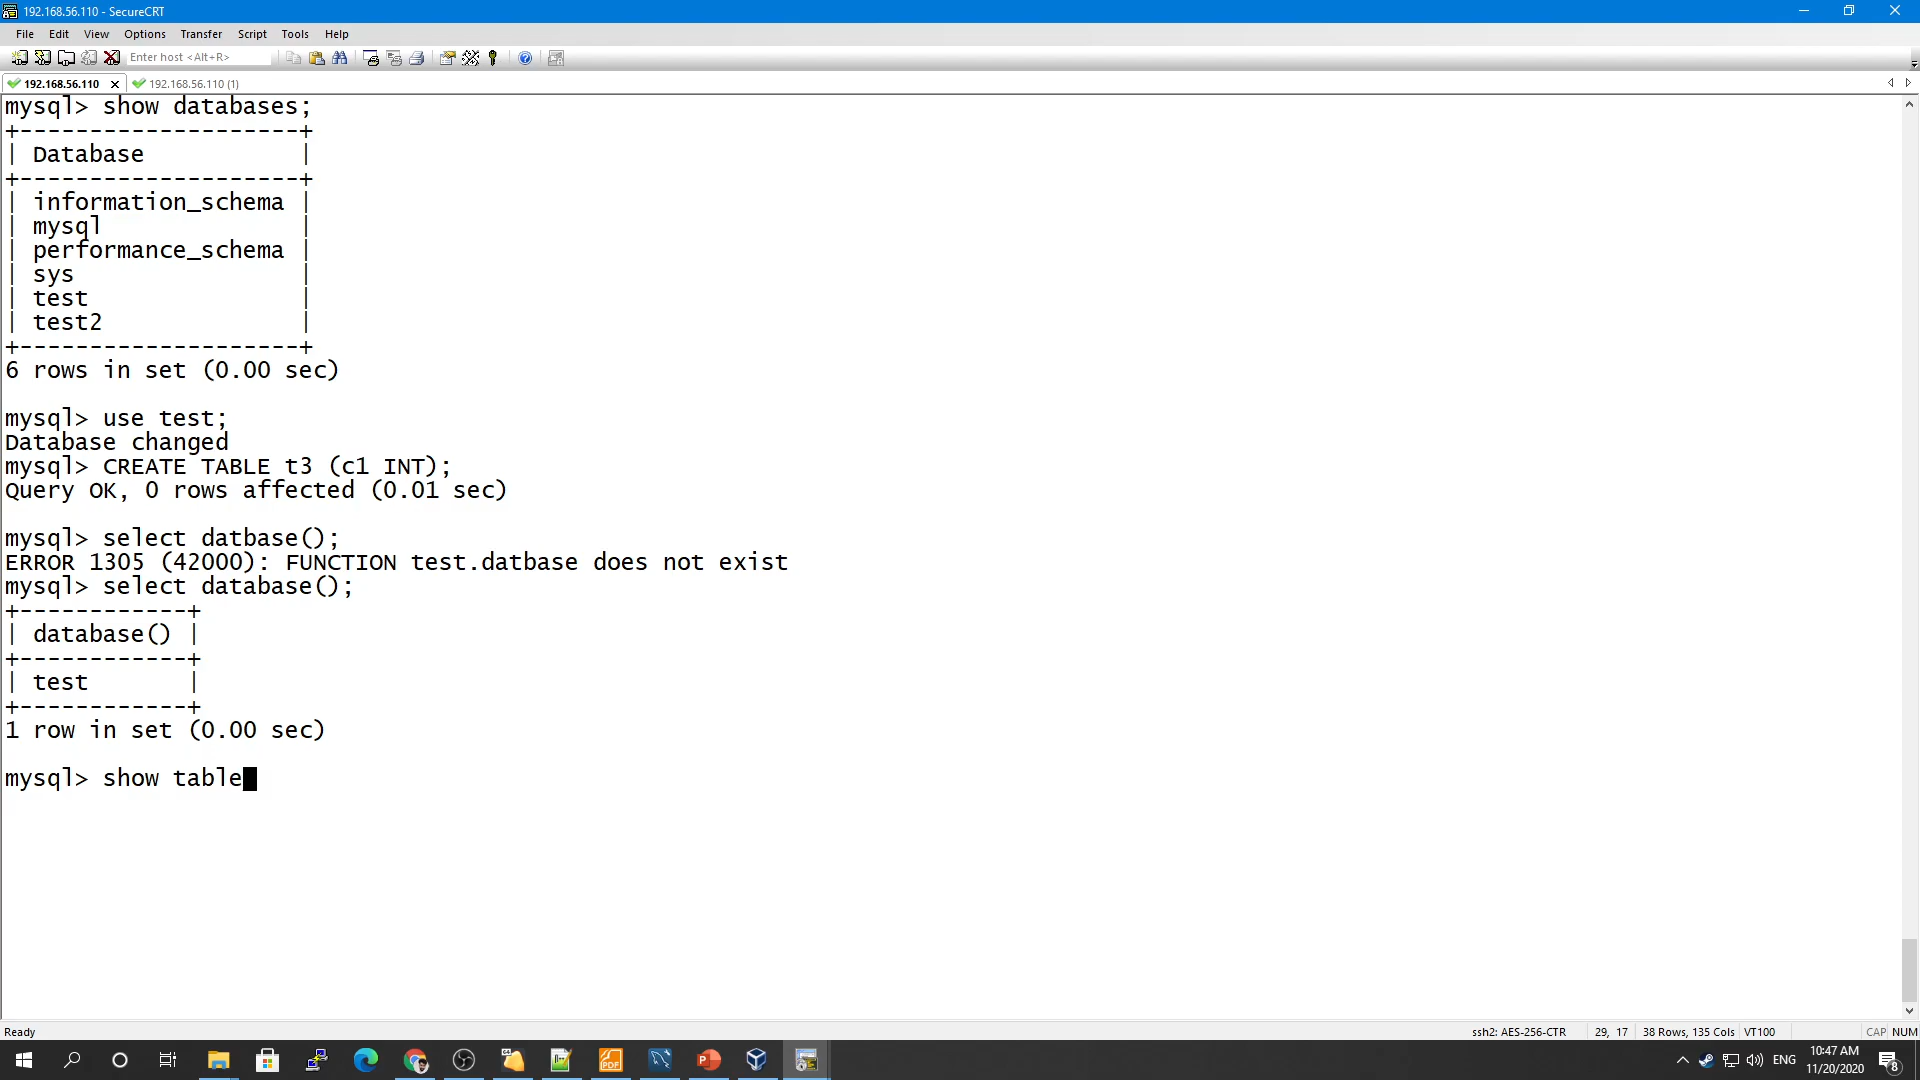 192.168.56.110 - SecureCRT
File Edit View Options Transfer Script Tools Help
Enter host <Alt+R>
192.168.56.110 192.168.56.110 (1)
mysql> show databases;
+--------------------+
| Database           |
+--------------------+
| information_schema |
| mysql              |
| performance_schema |
| sys                |
| test               |
| test2              |
+--------------------+
6 rows in set (0.00 sec)
mysql> use test;
Database changed
mysql> CREATE TABLE t3 (c1 INT);
Query OK, 0 rows affected (0.01 sec)
mysql> select datbase();
ERROR 1305 (42000): FUNCTION test.datbase does not exist
mysql> select database();
+------------+
| database() |
+------------+
| test       |
+------------+
1 row in set (0.00 sec)
mysql> show table
Ready ssh2: AES-256-CTR 29, 17 38 Rows, 135 Cols VT100 CAP NUM
ENG 10:47 AM
11/20/2020 8